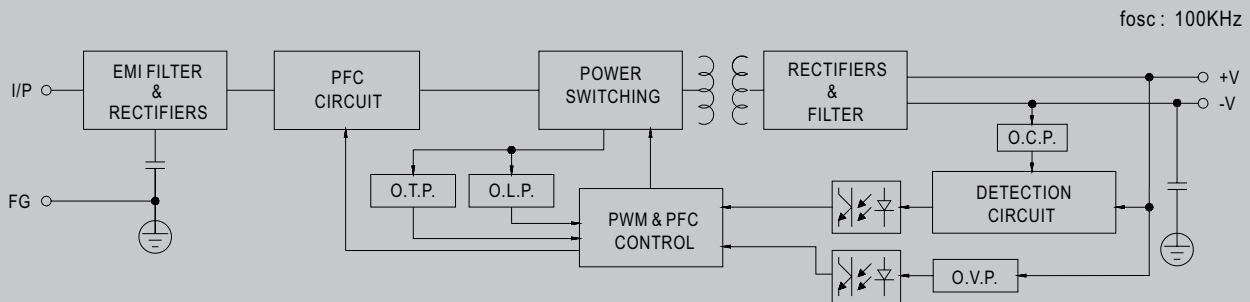 fosc : 100KHz
I/P
EMI FILTER
&
RECTIFIERS
PFC
CIRCUIT
POWER
SWITCHING
RECTIFIERS
&
FILTER
+V
-V
O.C.P.
O.T.P.
O.L.P.
DETECTION
CIRCUIT
FG
PWM & PFC
CONTROL
O.V.P.